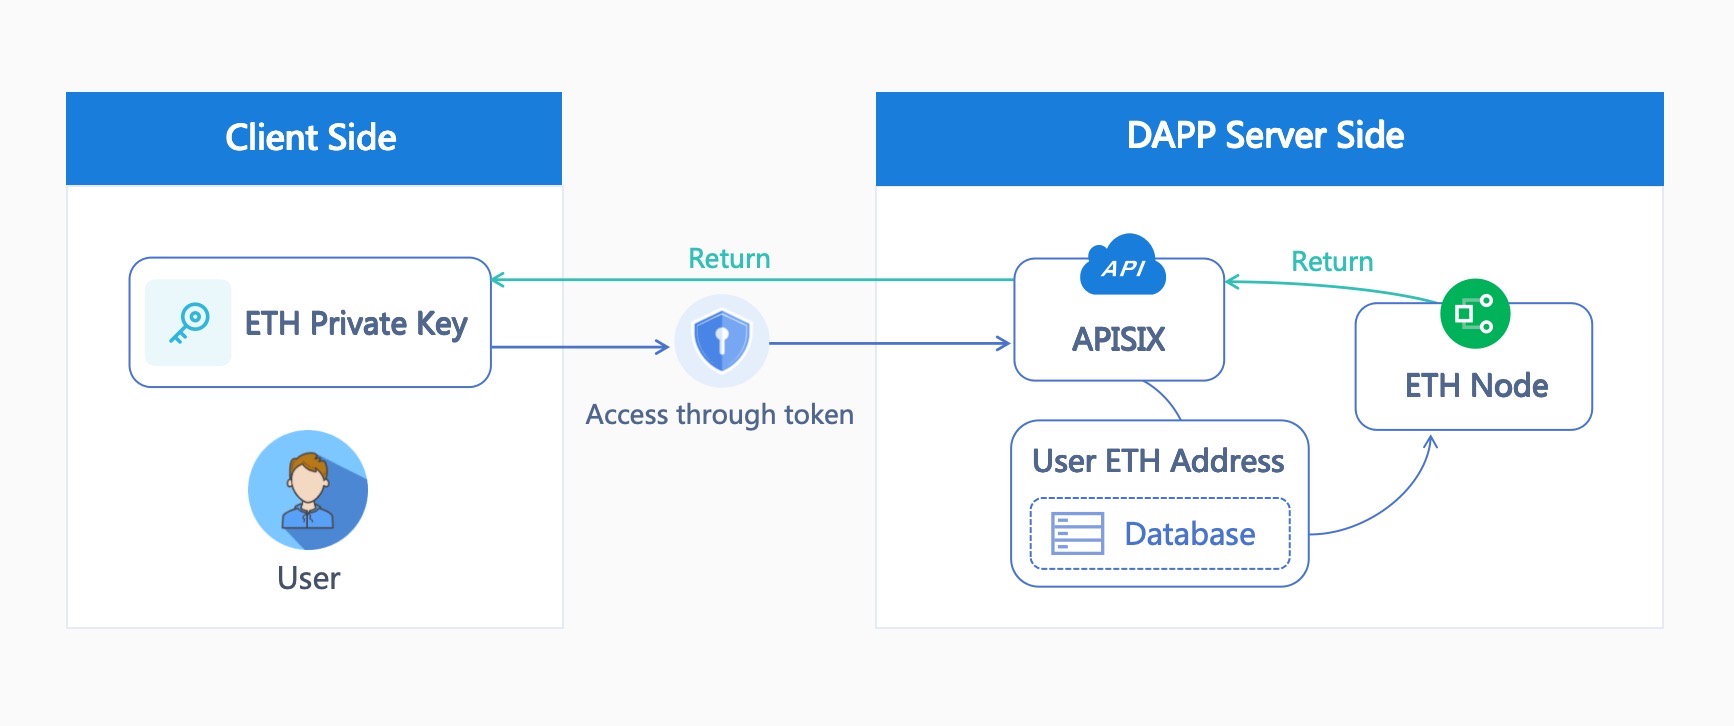 Client Side
DAPP Server Side
Return
API
Return
ETH Private Key
APISIX
ETH Node
Access through token
User ETH Address
Database
User